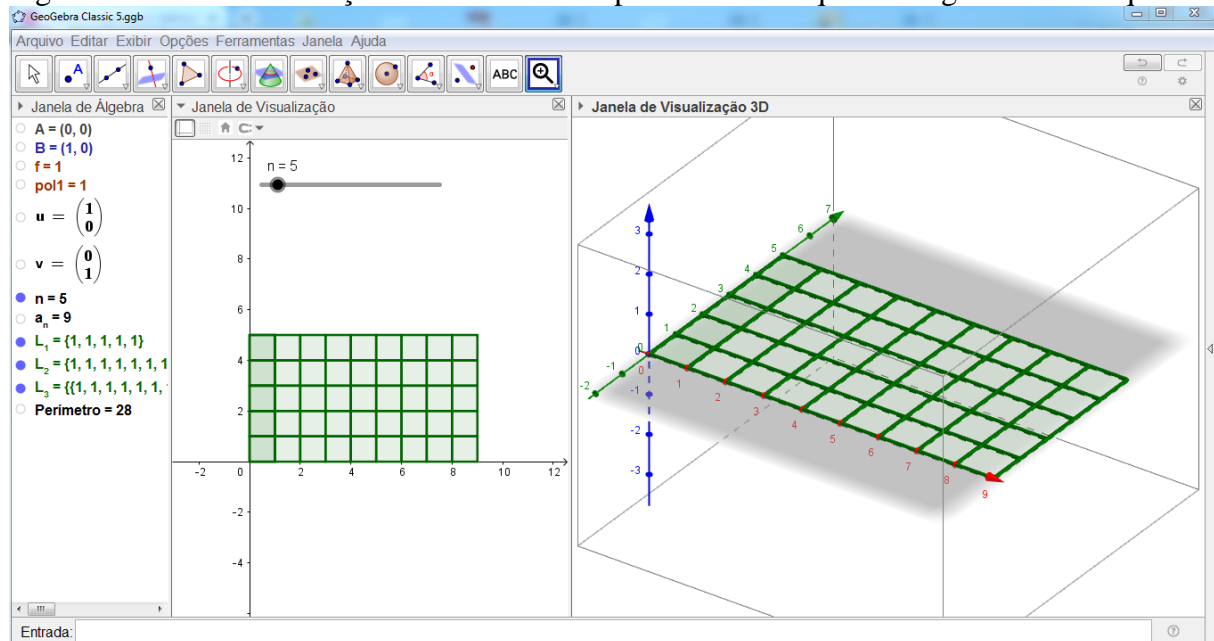 GeoGebra Classic 5.ggb
Arquivo Editar Exibir Opções Ferramentas Janela Ajuda
A
α
ABC
Janela de Álgebra
A = (0, 0)
B = (1, 0)
f = 1
pol1 = 1
u = (1 0)
v = (0 1)
n = 5
aₙ = 9
L₁ = {1, 1, 1, 1, 1}
L₂ = {1, 1, 1, 1, 1, 1, 1
L₃ = {{1, 1, 1, 1, 1, 1,
Perímetro = 28
Janela de Visualização
n = 5
12
10
8
6
4
2
-2 0 2 4 6 8 10 12
-2
-4
Janela de Visualização 3D
3
2
1
0
-1
-2
-3
7
6
5
4
3
2
1
0
-1
-2
0
1
2
3
4
5
6
7
8
9
Entrada: